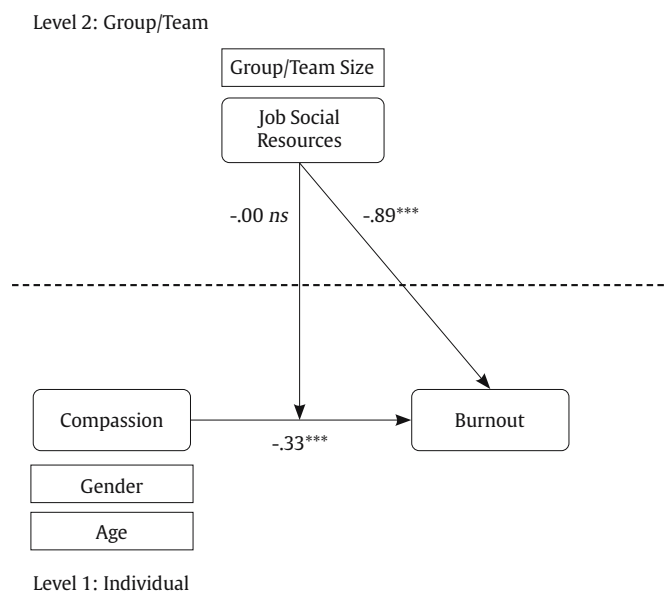 Level 2: Group/Team
Group/Team Size
Job Social
Resources
-.00 ns
-.89***
Compassion
Burnout
-.33***
Gender
Age
Level 1: Individual